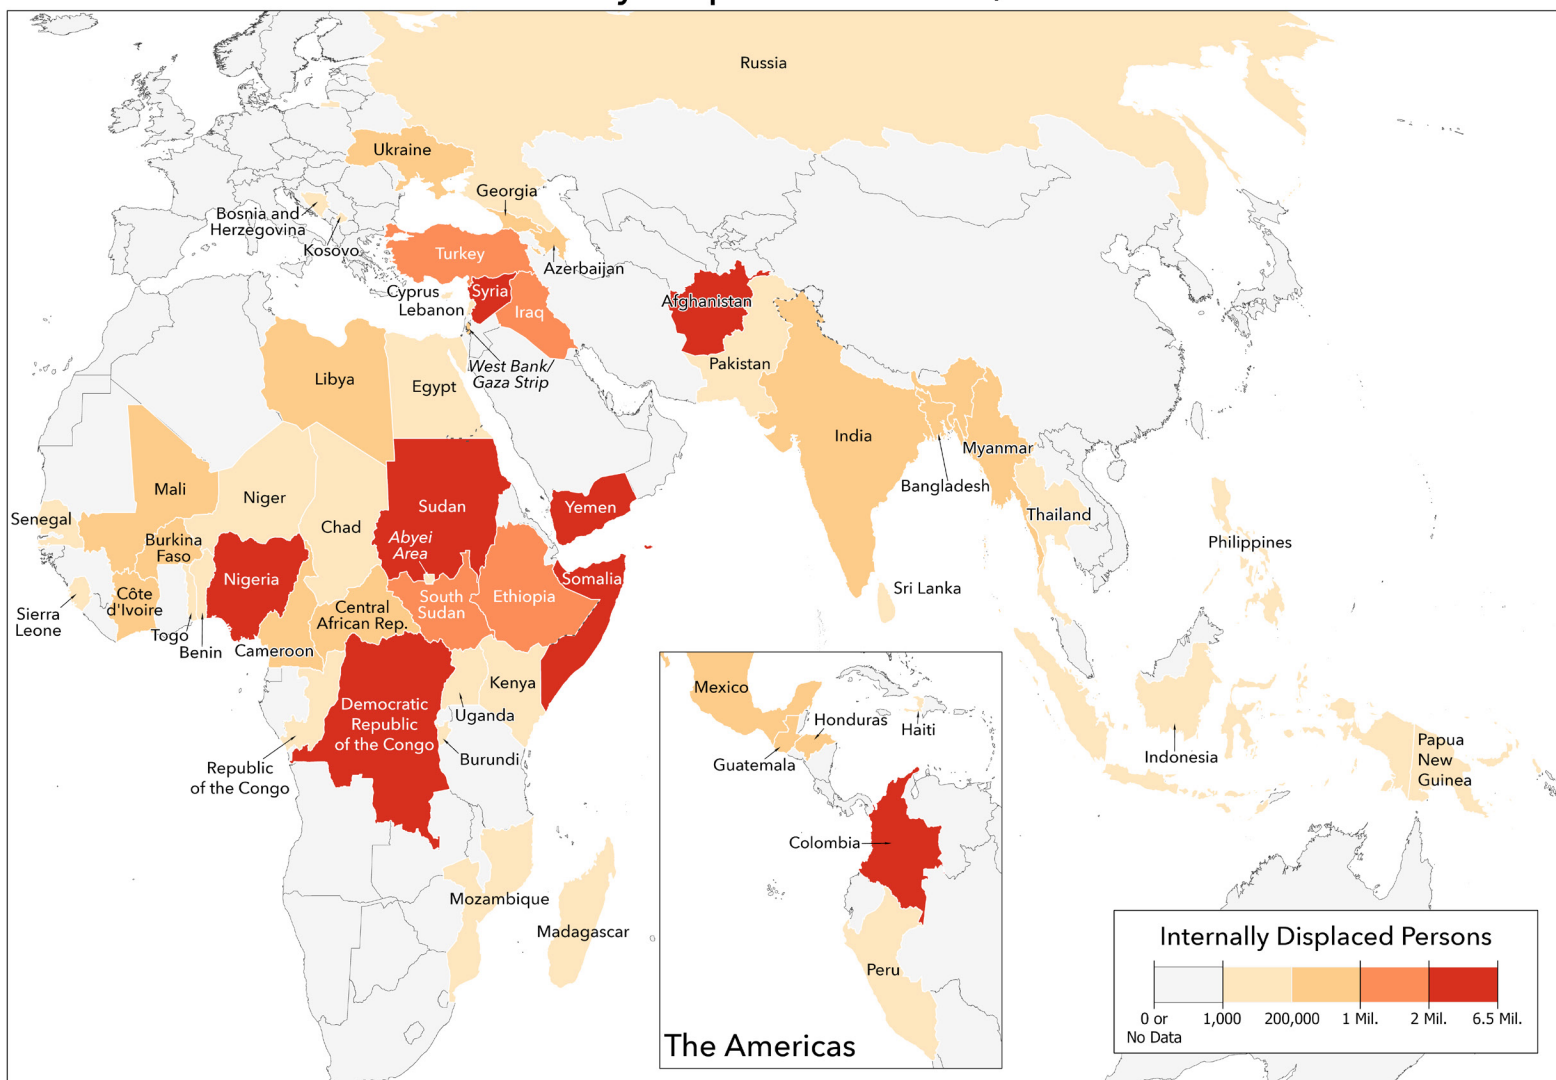 Russia
Ukraine
Georgia
Bosnia and
Herzegovina
Kosovo
Turkey
Azerbaijan
Cyprus
Syria
Lebanon
Iraq
Afghanistan
West Bank/
Gaza Strip
Pakistan
Libya
Egypt
India
Myanmar
Bangladesh
Mali
Niger
Senegal
Chad
Sudan
Yemen
Thailand
Abyei
Area
Burkina
Faso
Philippines
Nigeria
Somalia
Sri Lanka
Côte
d'Ivoire
Central
African Rep.
South
Sudan
Ethiopia
Sierra
Leone
Togo
Benin
Cameroon
Kenya
Democratic
Republic
of the Congo
Uganda
Burundi
Republic
of the Congo
Mexico
Honduras
Haiti
Guatemala
Colombia
Peru
The Americas
Indonesia
Papua
New
Guinea
Mozambique
Madagascar
Internally Displaced Persons
0 or
No Data
1,000
200,000
1 Mil.
2 Mil.
6.5 Mil.